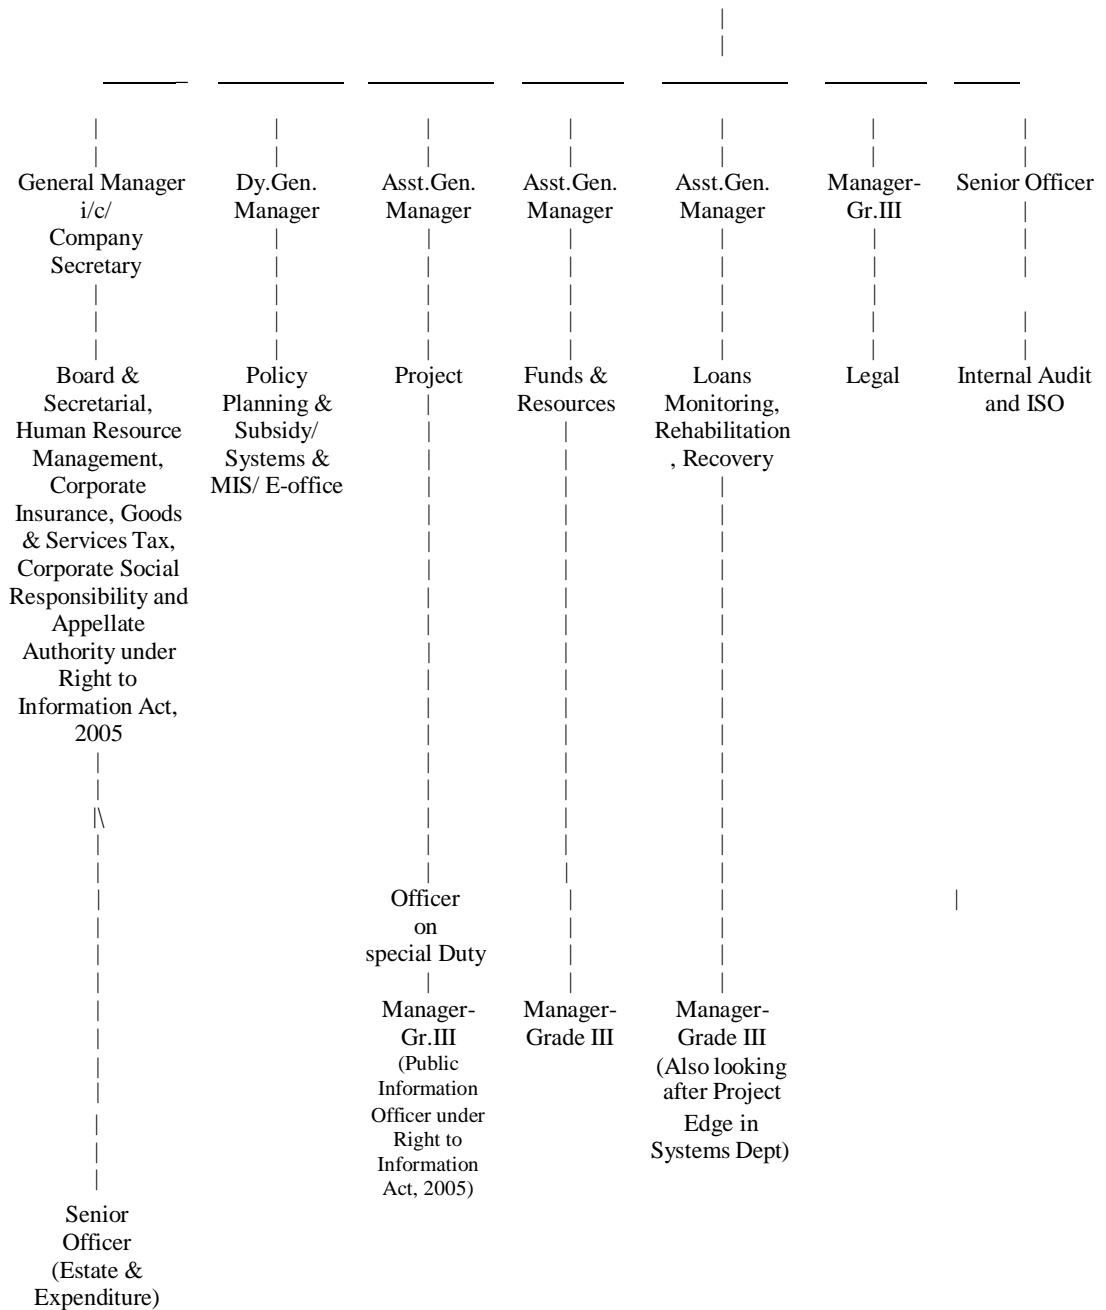 General Manager
i/c/
Company
Secretary
Dy.Gen.
Manager
Asst.Gen.
Manager
Asst.Gen.
Manager
Asst.Gen.
Manager
Manager-
Gr.III
Senior Officer
Board &
Secretarial,
Human Resource
Management,
Corporate
Insurance, Goods
& Services Tax,
Corporate Social
Responsibility and
Appellate
Authority under
Right to
Information Act,
2005
Policy
Planning &
Subsidy/
Systems &
MIS/ E-office
Project
Funds &
Resources
Loans
Monitoring,
Rehabilitation
, Recovery
Legal
Internal Audit
and ISO
Officer
on
special Duty
Manager-
Gr.III
(Public
Information
Officer under
Right to
Information
Act, 2005)
Manager-
Grade III
Manager-
Grade III
(Also looking
after Project
Edge in
Systems Dept)
Senior
Officer
(Estate &
Expenditure)